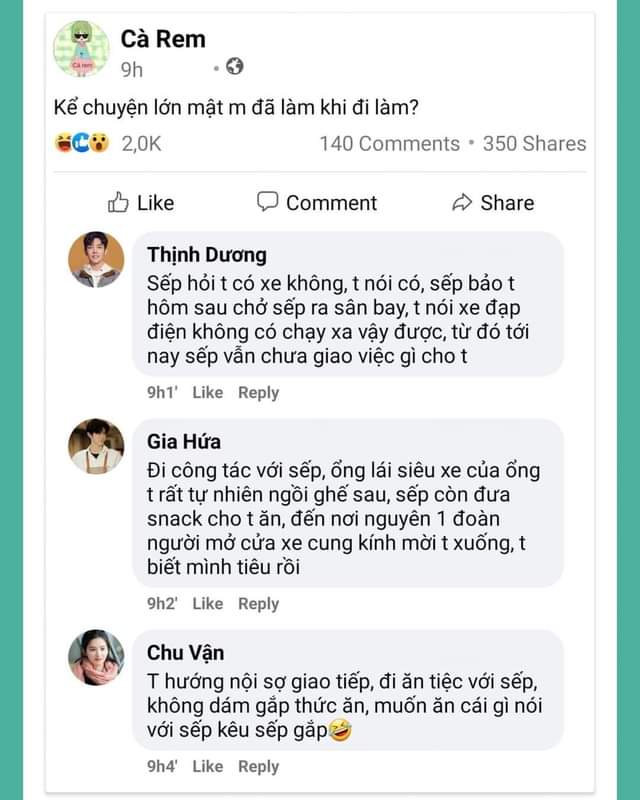 Cà Rem
9h
Kể chuyện lớn mật m đã làm khi đi làm?
2,0K
140 Comments • 350 Shares
Like
Comment
Share
Thịnh Dương
Sếp hỏi t có xe không, t nói có, sếp bảo t
hôm sau chở sếp ra sân bay, t nói xe đạp
điện không có chạy xa vậy được, từ đó tới
nay sếp vẫn chưa giao việc gì cho t
9h1' Like Reply
Gia Hứa
Đi công tác với sếp, ổng lái siêu xe của ổng
t rất tự nhiên ngồi ghế sau, sếp còn đưa
snack cho t ăn, đến nơi nguyên 1 đoàn
người mở cửa xe cung kính mời t xuống, t
biết mình tiêu rồi
9h2' Like Reply
Chu Vận
T hướng nội sợ giao tiếp, đi ăn tiệc với sếp,
không dám gắp thức ăn, muốn ăn cái gì nói
với sếp kêu sếp gắp🤣
9h4' Like Reply